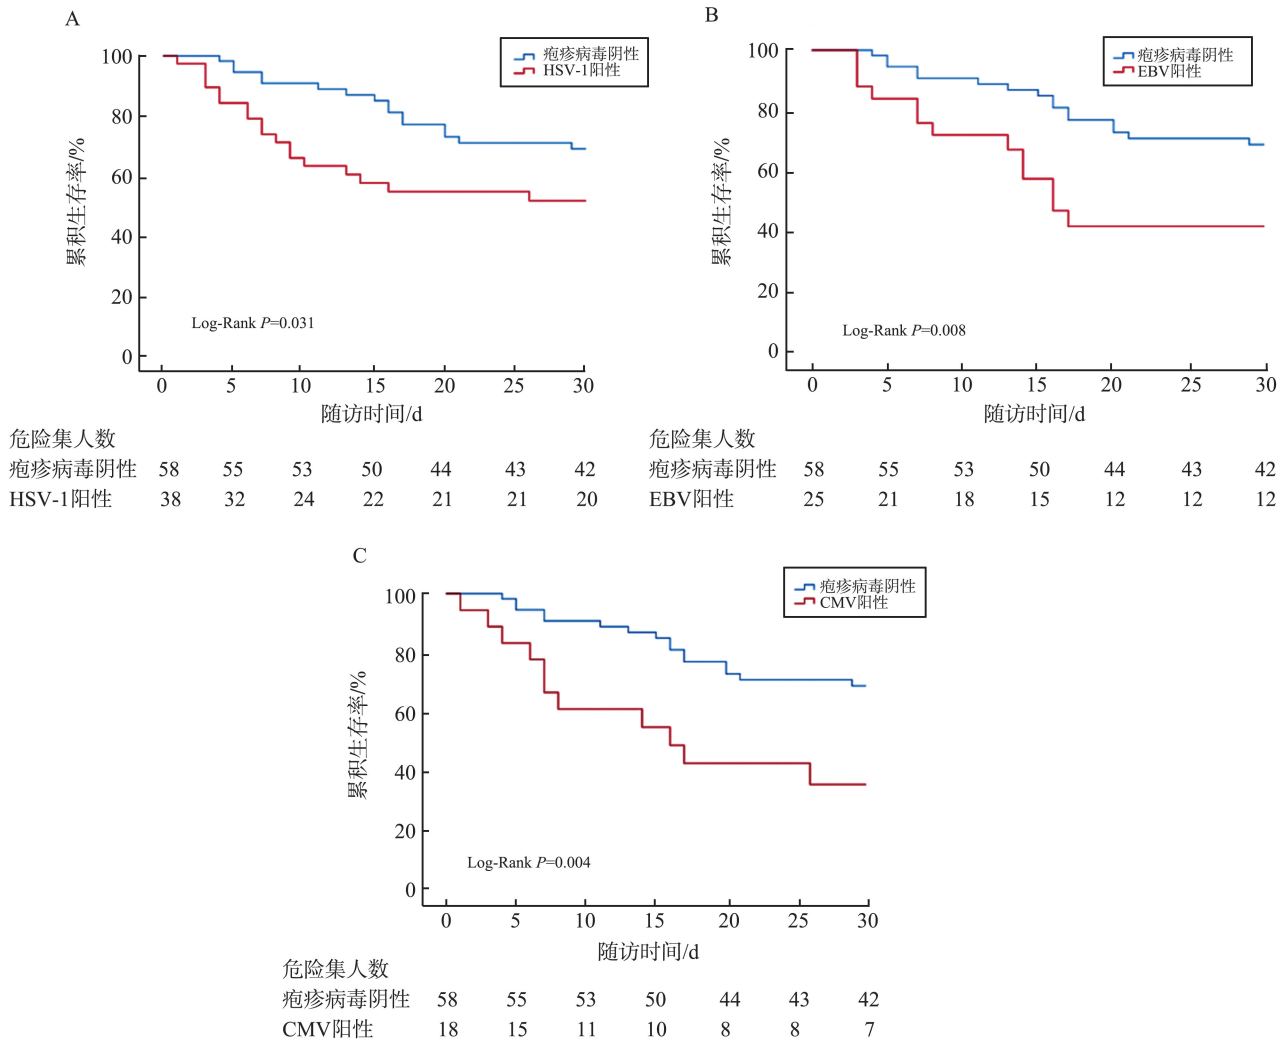 A
疱疹病毒阴性
HSV-1阳性
累积生存率/%
100
80
60
40
20
0
Log-Rank P=0.031
0 5 10 15 20 25 30
随访时间/d
危险集人数
疱疹病毒阴性 58 55 53 50 44 43 42
HSV-1阳性 38 32 24 22 21 21 20
B
疱疹病毒阴性
EBV阳性
累积生存率/%
100
80
60
40
20
0
Log-Rank P=0.008
0 5 10 15 20 25 30
随访时间/d
危险集人数
疱疹病毒阴性 58 55 53 50 44 43 42
EBV阳性 25 21 18 15 12 12 12
C
疱疹病毒阴性
CMV阳性
累积生存率/%
100
80
60
40
20
0
Log-Rank P=0.004
0 5 10 15 20 25 30
随访时间/d
危险集人数
疱疹病毒阴性 58 55 53 50 44 43 42
CMV阳性 18 15 11 10 8 8 7